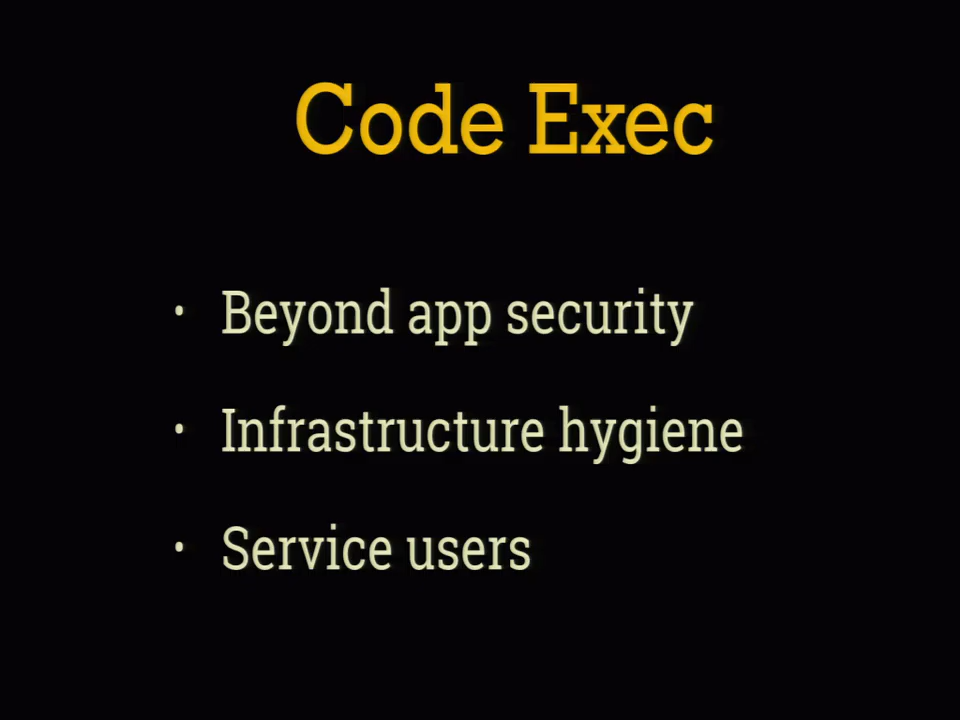 Code Exec
· Beyond app security
· Infrastructure hygiene
· Service users